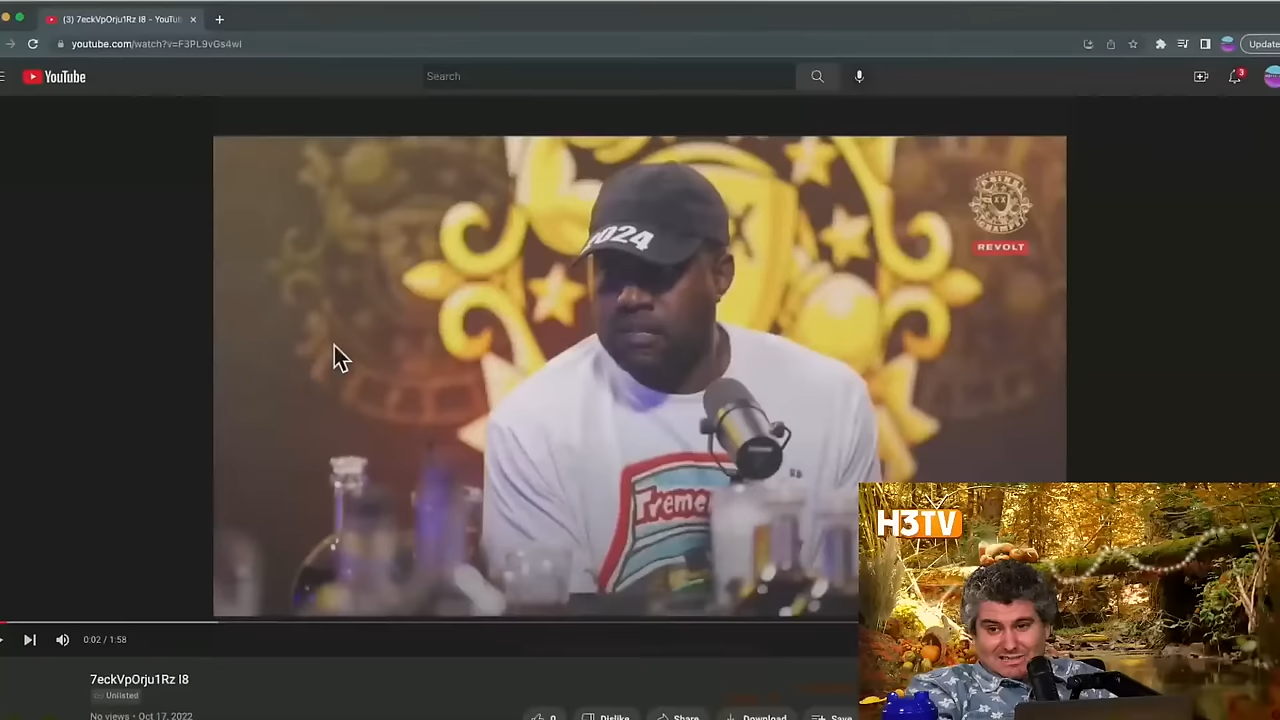 (3) 7eckVpOrju1Rz I8 - YouTub
youtube.com/watch?v=F3PL9vGs4wI
Update
YouTube
Search
3
2024
REVOLT
Treme
H3TV
0:02 / 1:58
7eckVpOrju1Rz I8
Unlisted
No views • Oct 17, 2022
0
Dislike
Share
Download
Save